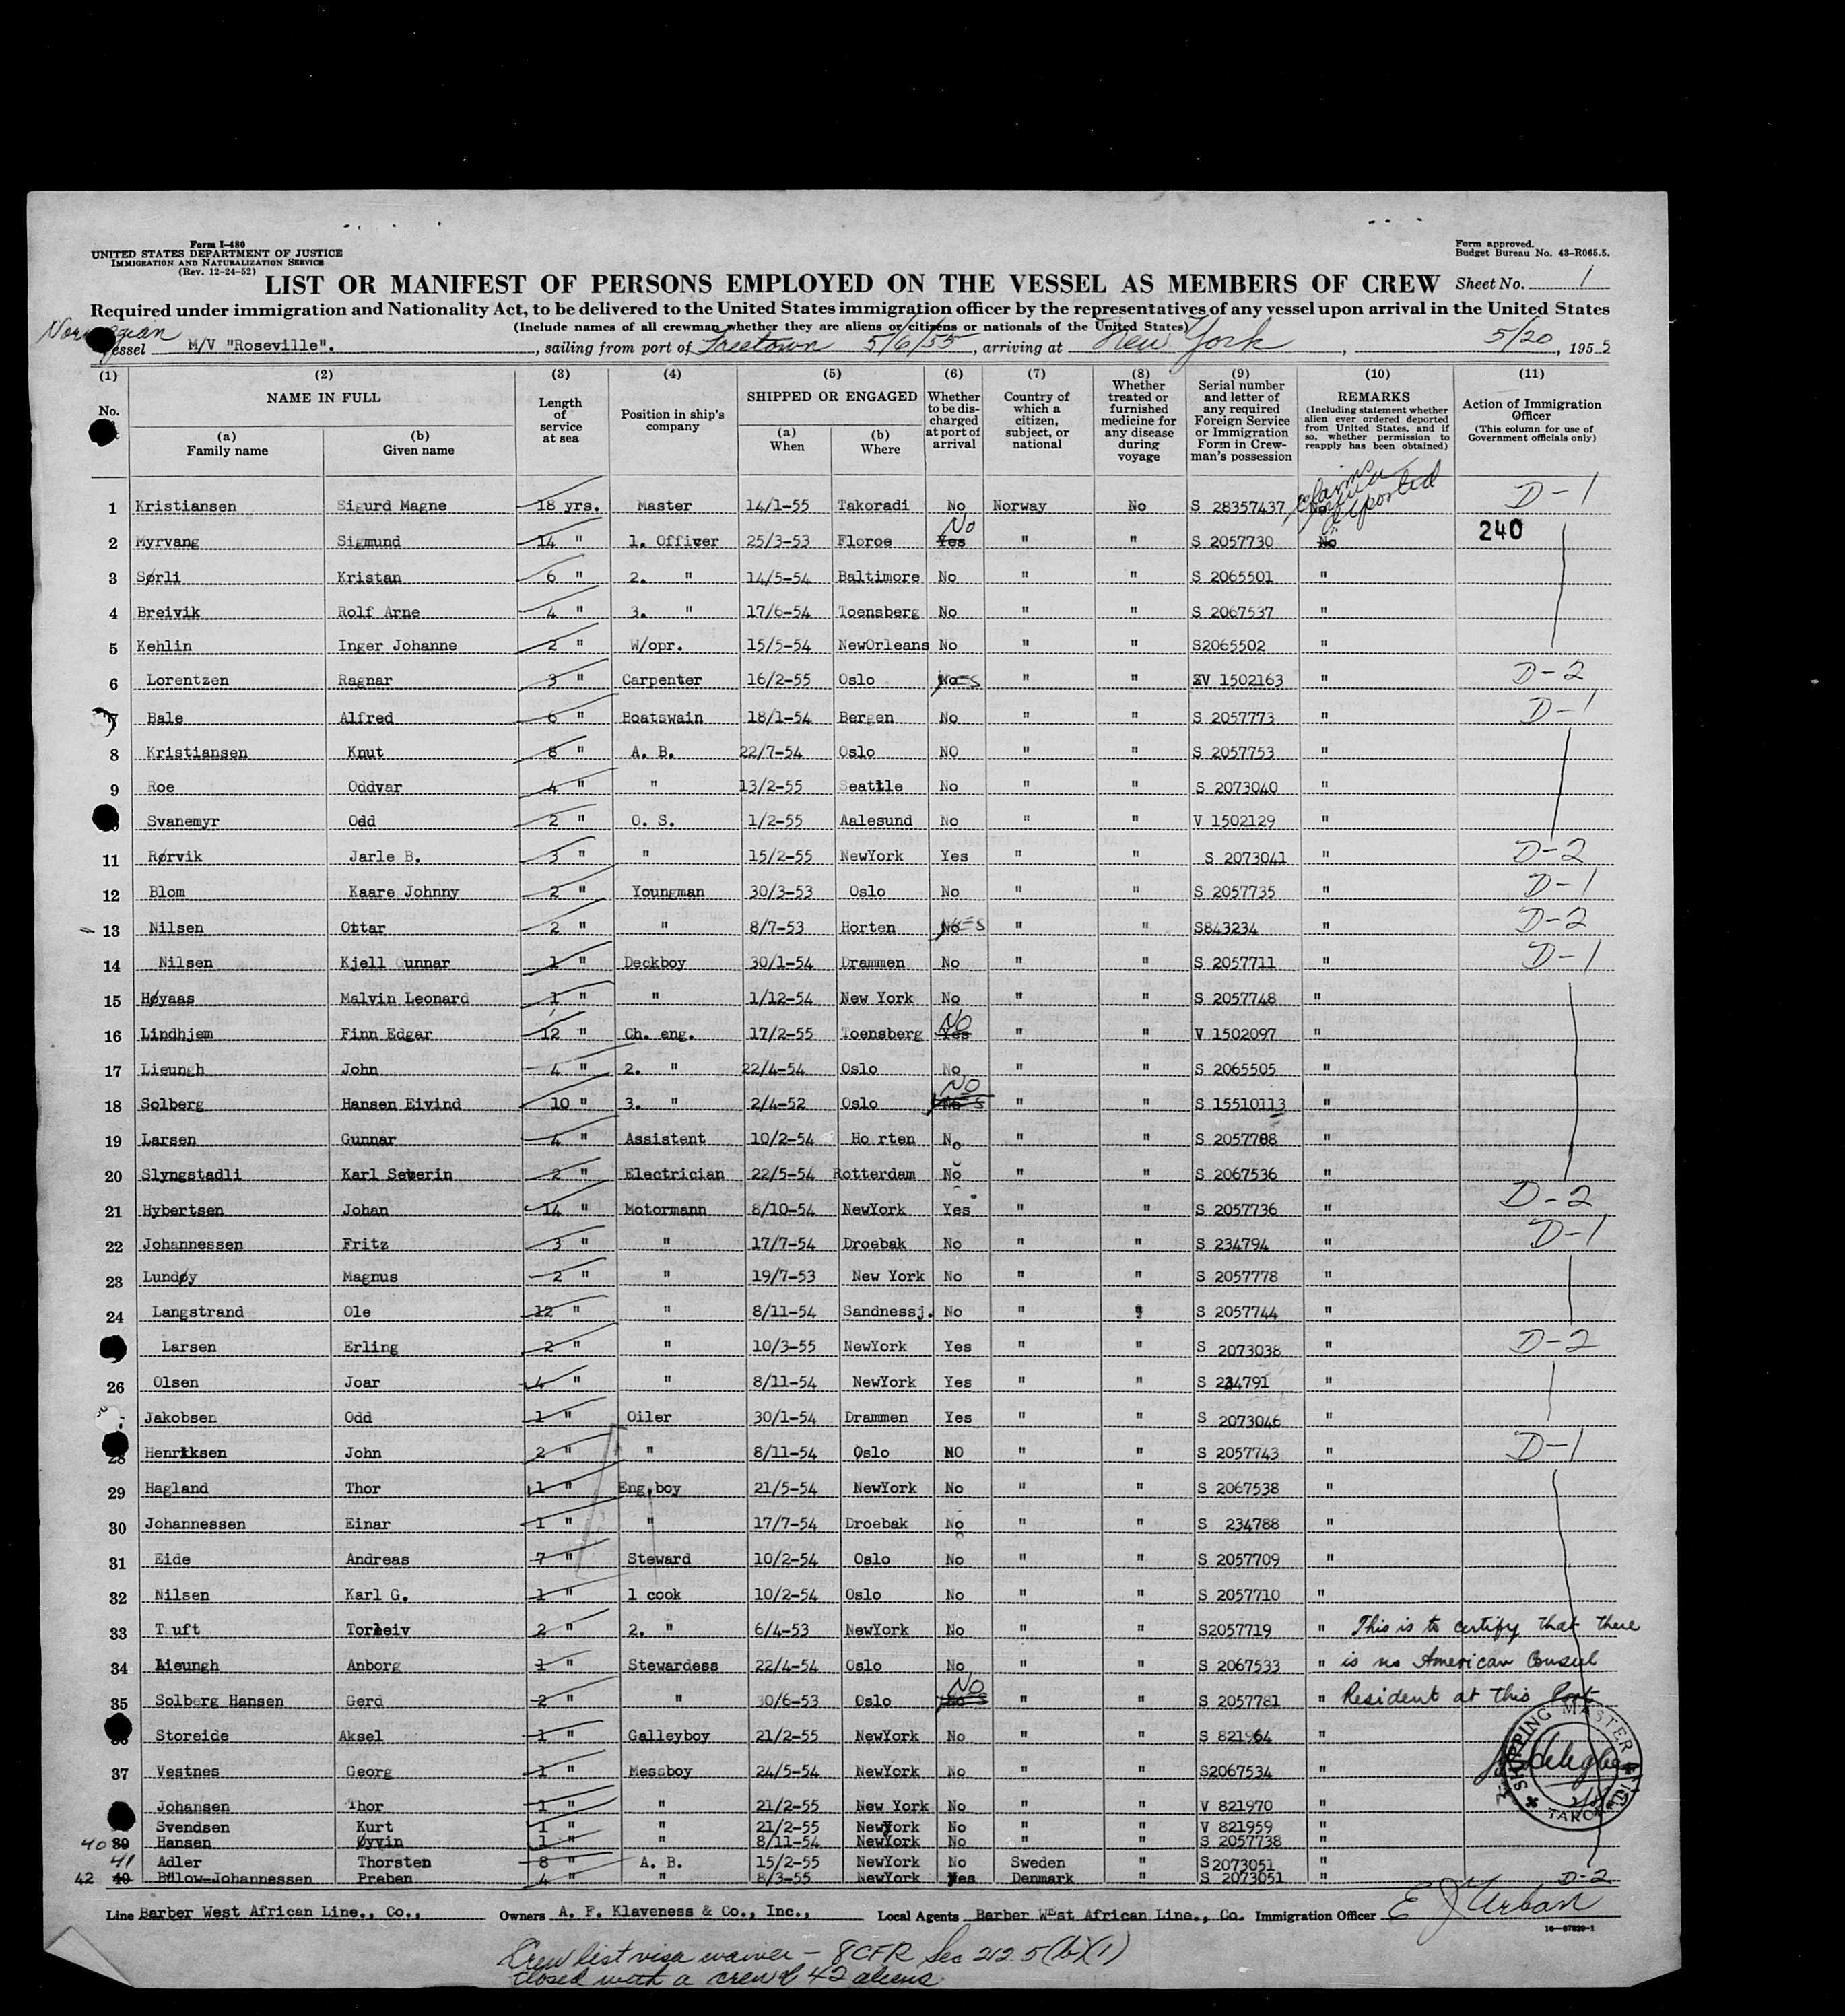 Form I-480
UNITED STATES DEPARTMENT OF JUSTICE
IMMIGRATION AND NATURALIZATION SERVICE
(Rev. 12-24-52)
Form approved.
Budget Bureau No. 43-R065.5.
LIST OR MANIFEST OF PERSONS EMPLOYED ON THE VESSEL AS MEMBERS OF CREW Sheet No. 1
Required under immigration and Nationality Act, to be delivered to the United States immigration officer by the representatives of any vessel upon arrival in the United States
(Include names of all crewman whether they are aliens or citizens or nationals of the United States)
Vessel M/V "Roseville"., sailing from port of Freetown 5/6/55, arriving at New York, 5/20, 1955
(1) (2) (3) (4) (5) (6) (7) (8) (9) (10) (11)
No. NAME IN FULL (a) Family name (b) Given name Length of service at sea Position in ship's company SHIPPED OR ENGAGED (a) When (b) Where Whether to be discharged at port of arrival Country of which a citizen, subject, or national Whether treated or furnished medicine for any disease during voyage Serial number and letter of any required Foreign Service or Immigration Form in Crewman's possession REMARKS (Including statement whether alien ever ordered deported from United States, and if so, whether permission to reapply has been obtained) Action of Immigration Officer (This column for use of Government officials only)
1 Kristiansen Sigurd Magne 18 yrs. Master 14/1-55 Takoradi No Norway No S 28357437 No D-1
2 Myrvang Sigmund 14 " 1. Officer 25/3-53 Floroe Yes No " " S 2057730 No 240
3 Sørli Kristan 6 " 2. " 14/5-54 Baltimore No " " S 2065501 "
4 Breivik Rolf Arne 4 " 3. " 17/6-54 Toensberg No " " S 2067537 "
5 Kehlin Inger Johanne 2 " W/opr. 15/5-54 NewOrleans No " " S2065502 "
6 Lorentzen Ragnar 3 " Carpenter 16/2-55 Oslo yes " " V 1502163 " D-2
7 Bale Alfred 6 " Boatswain 18/1-54 Bergen No " " S 2057773 " D-1
8 Kristiansen Knut 8 " A. B. 22/7-54 Oslo NO " " S 2057753 "
9 Roe Oddvar 4 " " 13/2-55 Seattle No " " S 2073040 "
Svanemyr Odd 2 " O. S. 1/2-55 Aalesund No " " V 1502129 "
11 Rørvik Jarle B. 3 " " 15/2-55 NewYork Yes " " S 2073041 " D-2
12 Blom Kaare Johnny 2 " Youngman 30/3-53 Oslo No " " S 2057735 " D-1
13 Nilsen Ottar 2 " " 8/7-53 Horten yes " " S843234 " D-2
14 Nilsen Kjell Gunnar 1 " Deckboy 30/1-54 Drammen No " " S 2057711 " D-1
15 Høyaas Malvin Leonard 1 " " 1/12-54 New York No " " S 2057748 "
16 Lindhjem Finn Edgar 12 " Ch. eng. 17/2-55 Toensberg Yes NO " " V 1502097 "
17 Lieungh John 4 " 2. " 22/4-54 Oslo No " " S 2065505 "
18 Solberg Hansen Eivind 10 " 3. " 2/4-52 Oslo NO " " S 15510113 "
19 Larsen Gunnar 4 " Assistent 10/2-54 Ho rten No " " S 2057788 "
20 Slyngstadli Karl Severin 2 " Electrician 22/5-54 Rotterdam No " " S 2067536 "
21 Hybertsen Johan 14 " Motormann 8/10-54 NewYork Yes " " S 2057736 " D-2
22 Johannessen Fritz 3 " " 17/7-54 Droebak No " " S 234794 " D-1
23 Lundøy Magnus 2 " " 19/7-53 New York No " " S 2057778 "
24 Langstrand Ole 12 " " 8/11-54 Sandnessj. No " " S 2057744 "
Larsen Erling 2 " " 10/3-55 NewYork Yes " " S 2073038 " D-2
26 Olsen Joar 4 " " 8/11-54 NewYork Yes " " S 234791 "
Jakobsen Odd 1 " Oiler 30/1-54 Drammen Yes " " S 2073046 "
28 Henriksen John 2 " " 8/11-54 Oslo NO " " S 2057743 " D-1
29 Hagland Thor 1 " Eng.boy 21/5-54 NewYork No " " S 2067538 "
30 Johannessen Einar 1 " " 17/7-54 Droebak No " " S 234788 "
31 Eide Andreas 7 " Steward 10/2-54 Oslo No " " S 2057709 "
32 Nilsen Karl G. 1 " 1 cook 10/2-54 Oslo No " " S 2057710 "
33 T uft Torleiv 2 " 2. " 6/4-53 NewYork No " " S2057719 " This is to certify that there
34 Lieungh Anborg 1 " Stewardess 22/4-54 Oslo No " " S 2067533 " is no American Consul
35 Solberg Hansen Gerd 2 " " 30/6-53 Oslo NO " " S 2057781 " Resident at this Port
Storeide Aksel 1 " Galleyboy 21/2-55 NewYork No " " S 821964 "
37 Vestnes Georg 1 " Messboy 24/5-54 NewYork No " " S2067534 "
Johansen Thor 1 " " 21/2-55 New York No " " V 821970 "
Svendsen Kurt 1 " " 21/2-55 NewYork No " " V 821959 "
40 39 Hansen Øyvin 1 " " 8/11-54 NewYork No " " S 2057738 "
41 Adler Thorsten 8 " A. B. 15/2-55 NewYork No Sweden " S 2073051 "
42 40 Bülow-Johannessen Preben 4 " " 8/3-55 NewYork Yes Denmark " S 2073051 " D-2
SHIPPING MASTER
Line Barber West African Line., Co., Owners A. F. Klaveness & Co., Inc., Local Agents Barber West African Line., Co. Immigration Officer E J Urban
16-67820-1
Crew list visa waiver - 8CFR Sec 212.5(b)(1)
Closed with a crew of 42 aliens